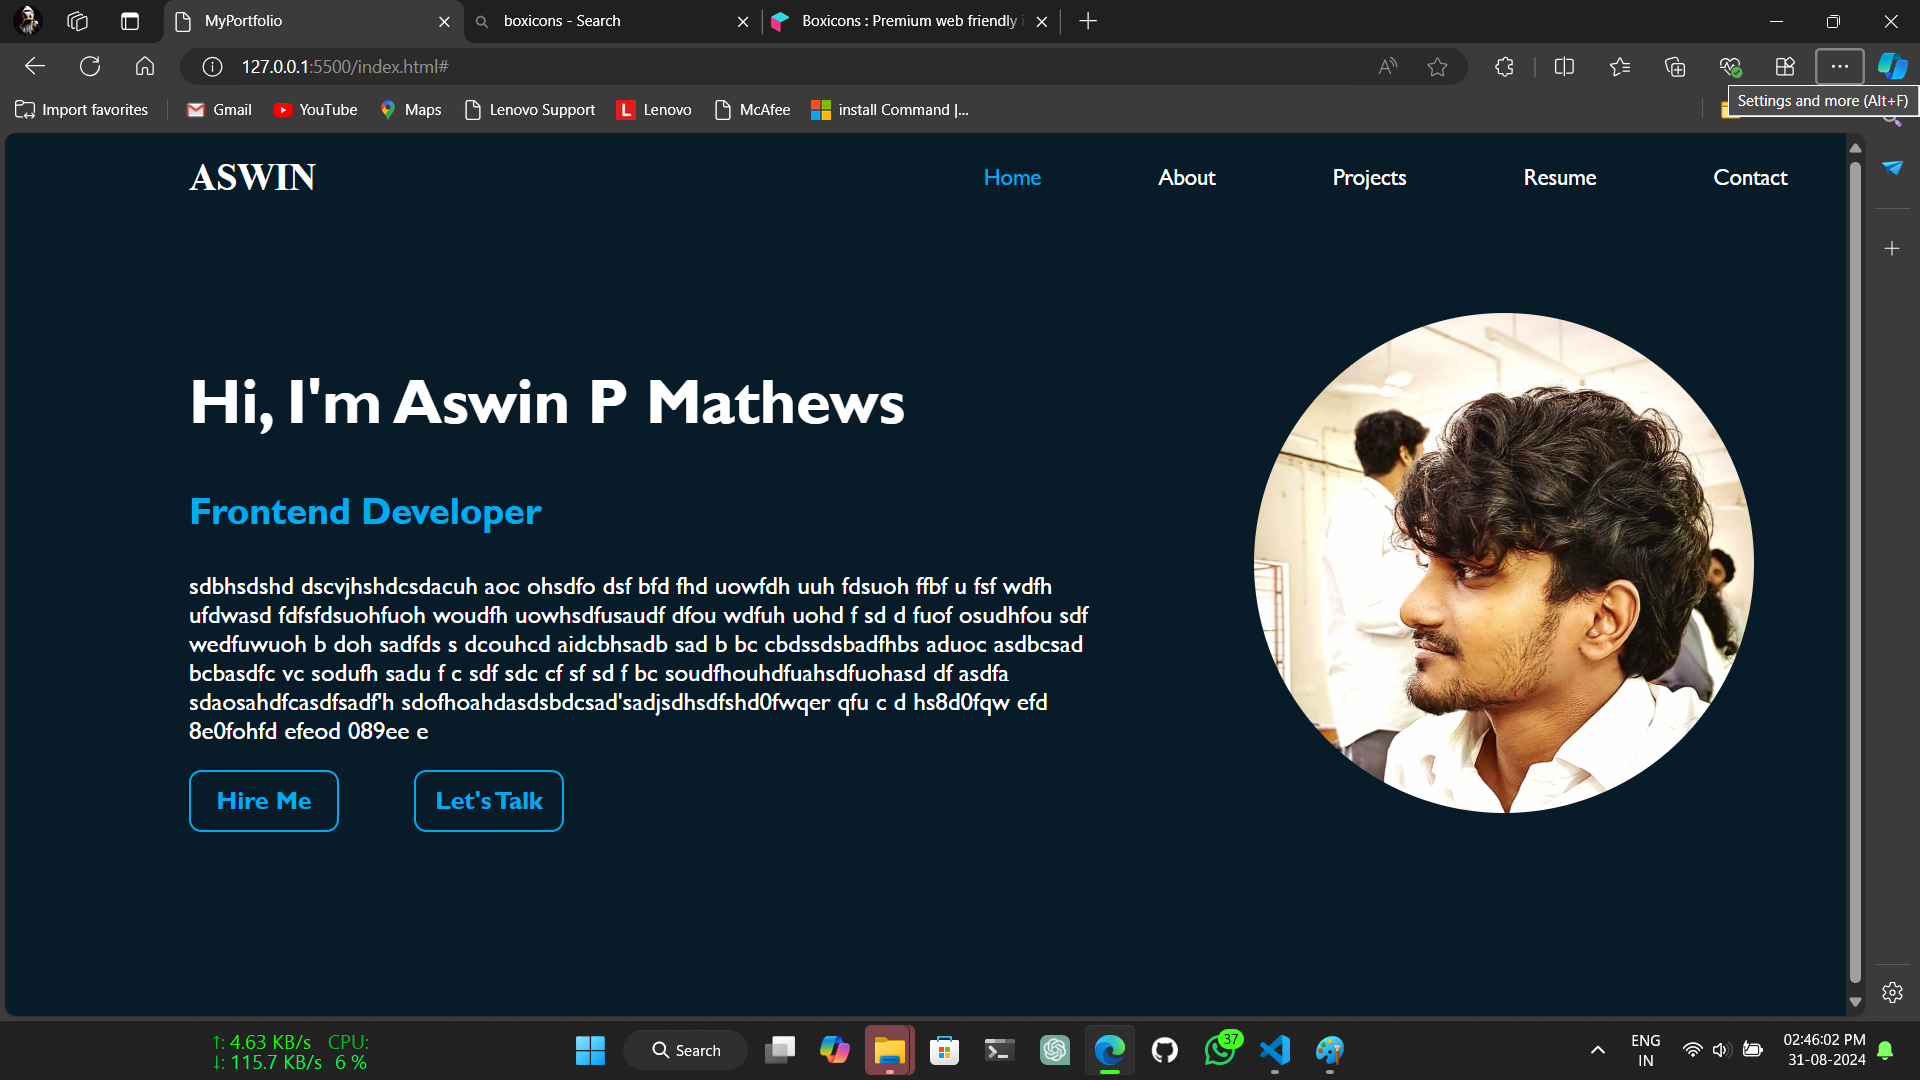 MyPortfolio
boxicons - Search
Boxicons : Premium web friendly i
127.0.0.1:5500/index.html#
Settings and more (Alt+F)
Import favorites
Gmail
YouTube
Maps
Lenovo Support
L Lenovo
McAfee
install Command |...
ASWIN
Home
About
Projects
Resume
Contact
Hi, I'm Aswin P Mathews
Frontend Developer
sdbhsdshd dscvjhshdcsdacuh aoc ohsdfo dsf bfd fhd uowfdh uuh fdsuoh ffbf u fsf wdfh
ufdwasd fdfsfdsuohfuoh woudfh uowhsdfusaudf dfou wdfuh uohd f sd d fuof osudhfou sdf
wedfuwuoh b doh sadfds s dcouhcd aidcbhsadb sad b bc cbdssdsbadfhbs aduoc asdbcsad
bcbasdfc vc sodufh sadu f c sdf sdc cf sf sd f bc soudfhouhdfuahsdfuohasd df asdfa
sdaosahdfcasdfsadf'h sdofhoahdasdsbdcsad'sadjsdhsdfshd0fwqer qfu c d hs8d0fqw efd
8e0fohfd efeod 089ee e
Hire Me
Let's Talk
↑: 4.63 KB/s CPU:
↓: 115.7 KB/s 6 %
Search
37
ENG
IN
02:46:02 PM
31-08-2024